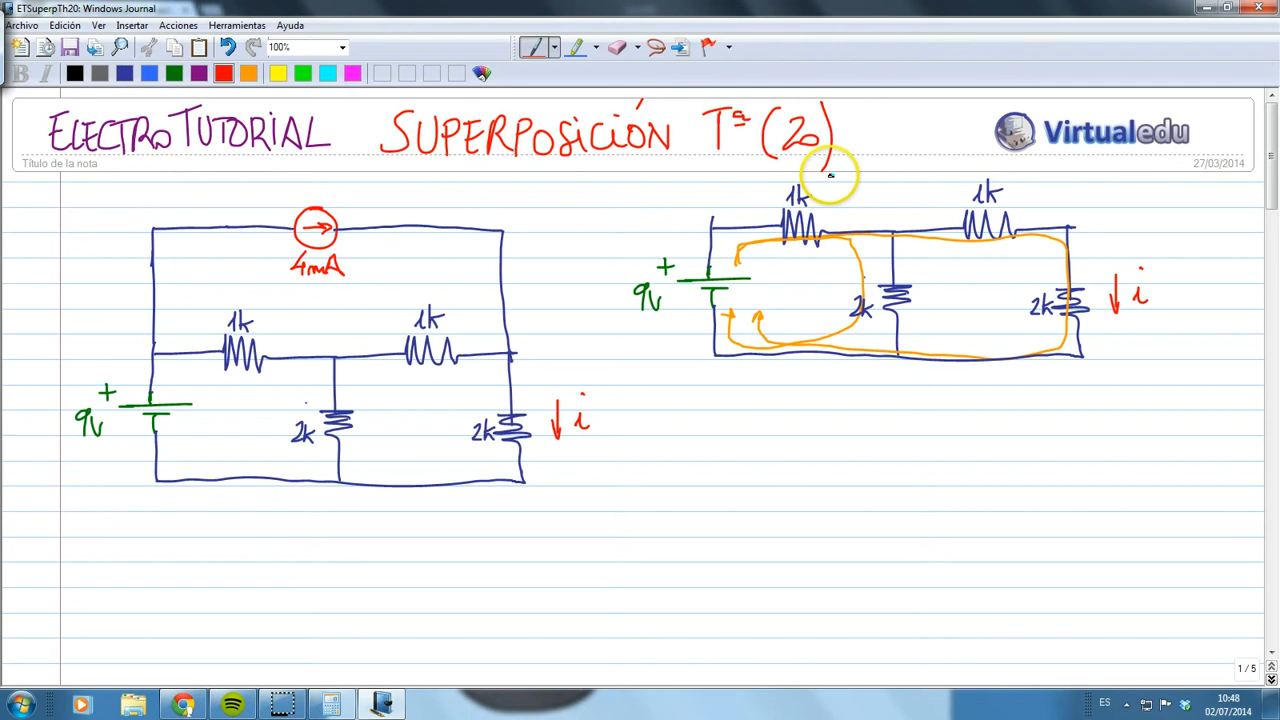 ETSuperpTh20: Windows Journal
Archivo Edición Ver Insertar Acciones Herramientas Ayuda
100%
B I
ELECTROTUTORIAL SUPERPOSICIÓN Tª (20)
Virtualedu
Título de la nota
27/03/2014
1k
1k
4mA
+
9v
2k
2k
i
1k
1k
+
9v
2k
2k
i
1 / 5
ES
10:48
02/07/2014